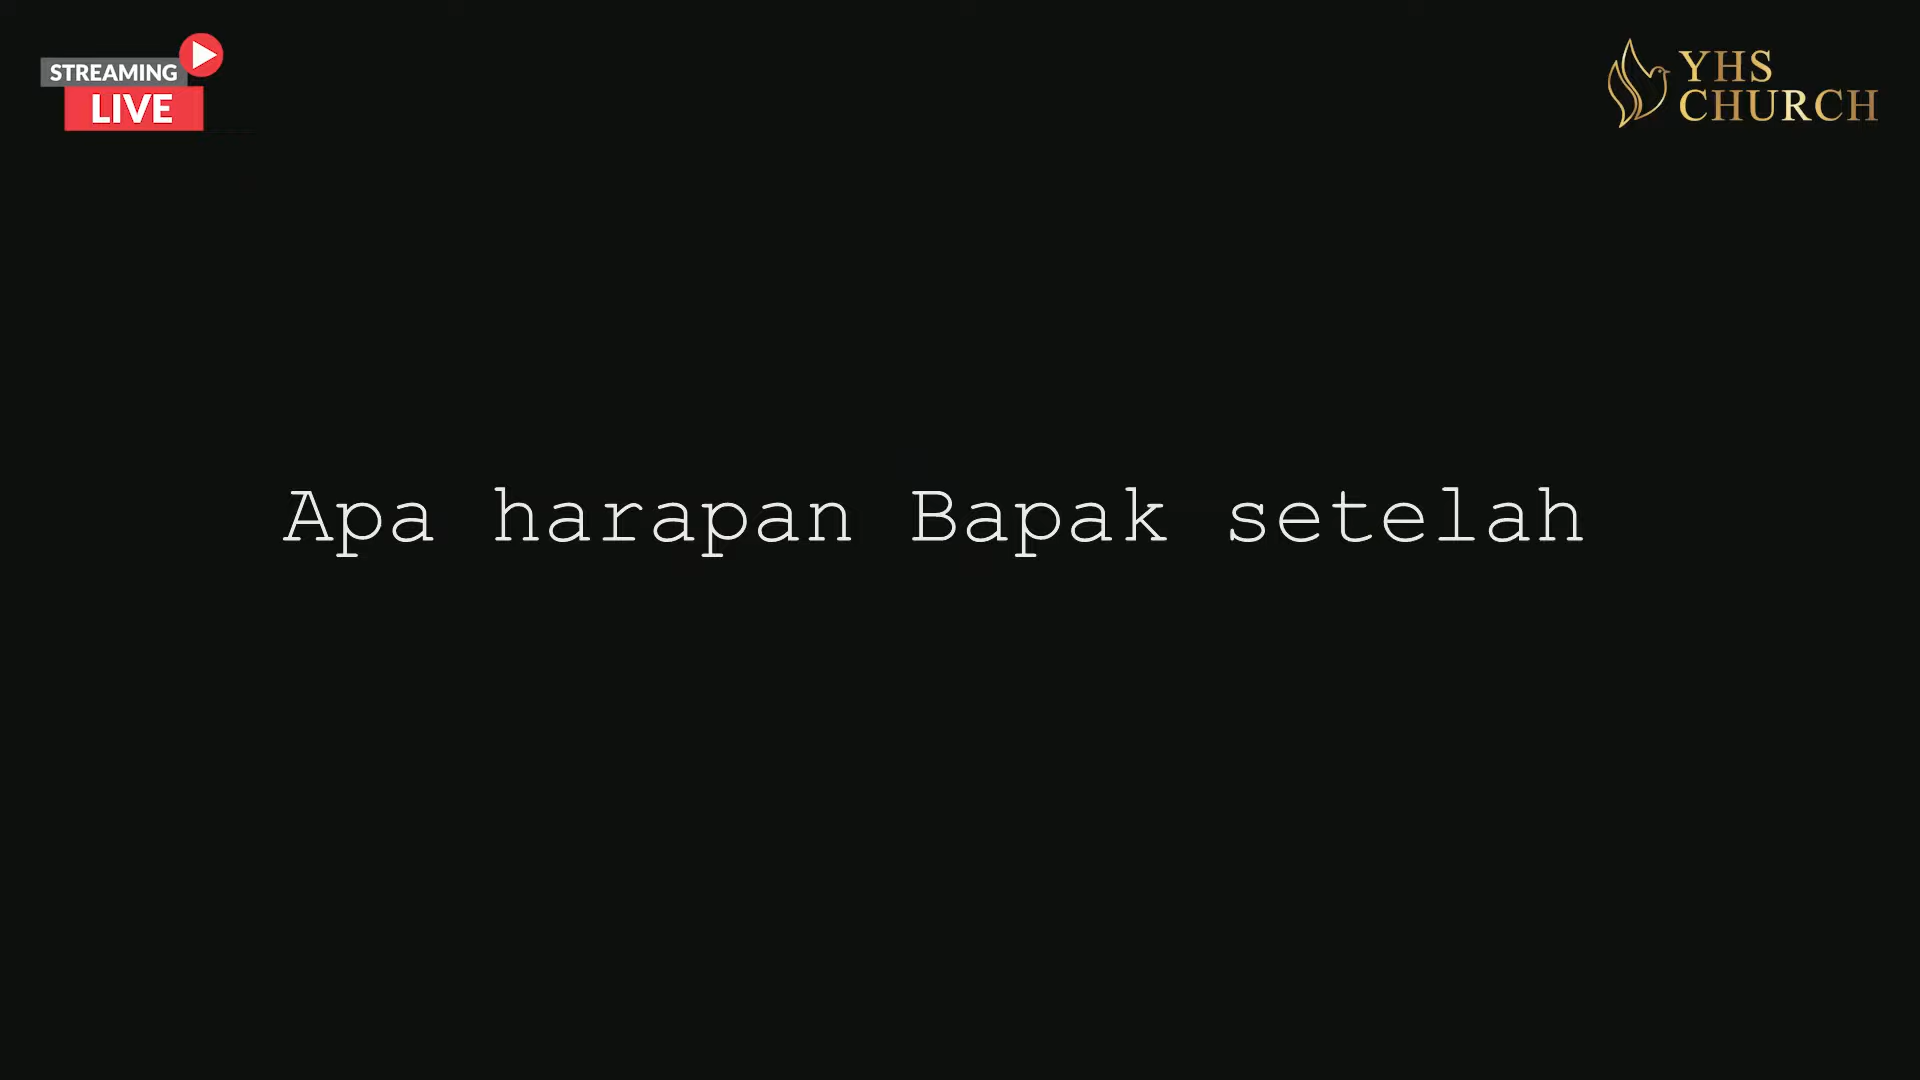 STREAMING
LIVE
YHS
CHURCH
Apa harapan Bapak setelah